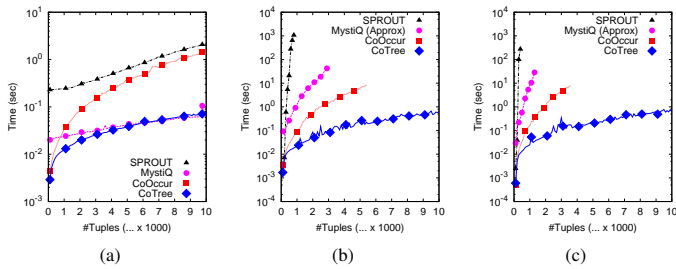 10^2
10^1
10^0
10^-1
10^-2
10^-3
Time (sec)
SPROUT
MystiQ
CoOccur
CoTree
0 1 2 3 4 5 6 7 8 9 10
#Tuples (... x 1000)
(a)
10^4
10^3
10^2
10^1
10^0
10^-1
10^-2
10^-3
10^-4
Time (sec)
SPROUT
MystiQ (Approx)
CoOccur
CoTree
0 1 2 3 4 5 6 7 8 9 10
#Tuples (... x 1000)
(b)
10^4
10^3
10^2
10^1
10^0
10^-1
10^-2
10^-3
10^-4
Time (sec)
SPROUT
MystiQ (Approx)
CoOccur
CoTree
0 1 2 3 4 5 6 7 8 9 10
#Tuples (... x 1000)
(c)